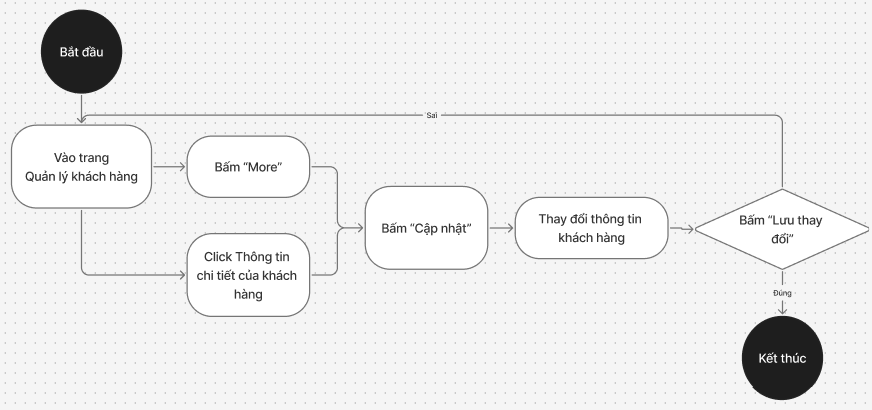 Bắt đầu
Sai
Vào trang
Quản lý khách hàng
Bấm “More”
Click Thông tin
chi tiết của khách
hàng
Bấm “Cập nhật”
Thay đổi thông tin
khách hàng
Bấm “Lưu thay
đổi”
Đúng
Kết thúc